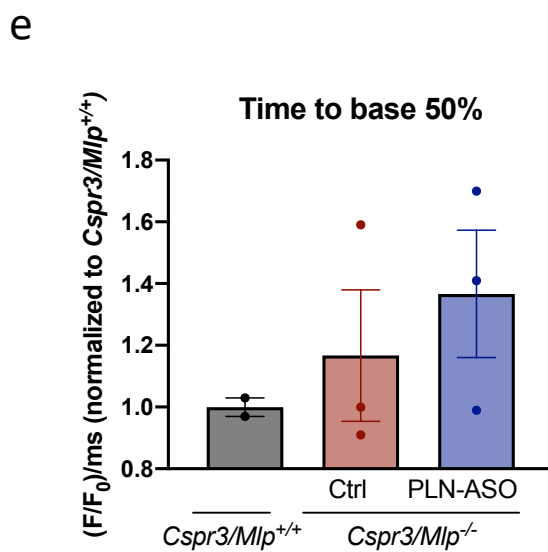 e
Time to base 50%
(F/F₀)/ms (normalized to Cspr3/Mlp⁺/⁺)
1.8
1.6
1.4
1.2
1.0
0.8
Ctrl PLN-ASO
Cspr3/Mlp⁺/⁺ Cspr3/Mlp⁻/⁻